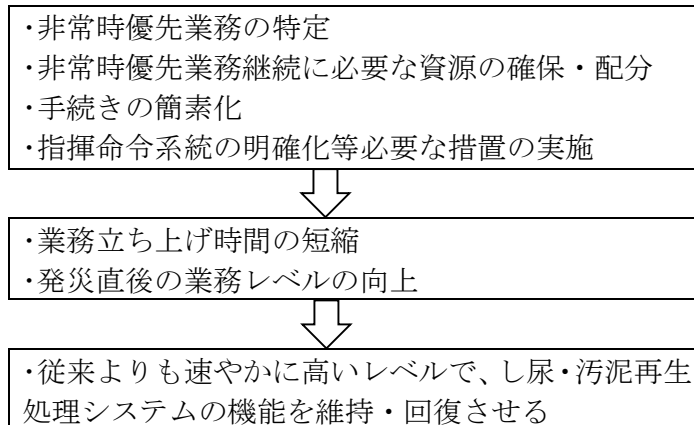 ・非常時優先業務の特定
・非常時優先業務継続に必要な資源の確保・配分
・手続きの簡素化
・指揮命令系統の明確化等必要な措置の実施
・業務立ち上げ時間の短縮
・発災直後の業務レベルの向上
・従来よりも速やかに高いレベルで、し尿・汚泥再生
処理システムの機能を維持・回復させる